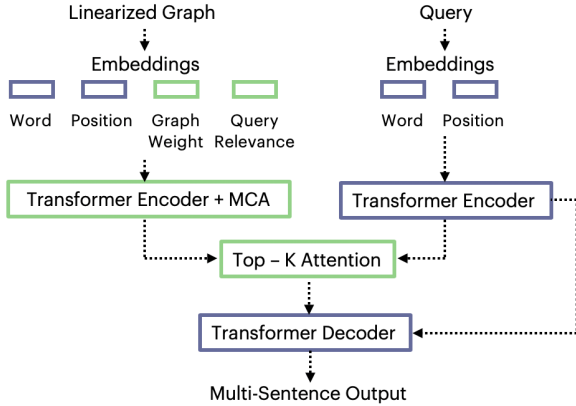 Linearized Graph
Query
Embeddings
Embeddings
Word
Position
Graph
Weight
Query
Relevance
Word
Position
Transformer Encoder + MCA
Transformer Encoder
Top – K Attention
Transformer Decoder
Multi-Sentence Output